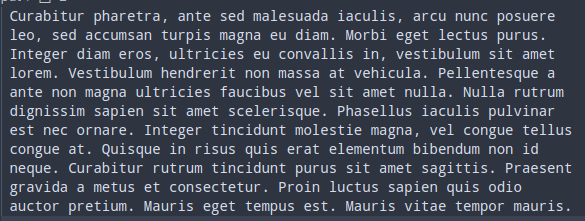 Curabitur pharetra, ante sed malesuada iaculis, arcu nunc posuere
leo, sed accumsan turpis magna eu diam. Morbi eget lectus purus.
Integer diam eros, ultricies eu convallis in, vestibulum sit amet
lorem. Vestibulum hendrerit non massa at vehicula. Pellentesque a
ante non magna ultricies faucibus vel sit amet nulla. Nulla rutrum
dignissim sapien sit amet scelerisque. Phasellus iaculis pulvinar
est nec ornare. Integer tincidunt molestie magna, vel congue tellus
congue at. Quisque in risus quis erat elementum bibendum non id
neque. Curabitur rutrum tincidunt purus sit amet sagittis. Praesent
gravida a metus et consectetur. Proin luctus sapien quis odio
auctor pretium. Mauris eget tempus est. Mauris vitae tempor mauris.